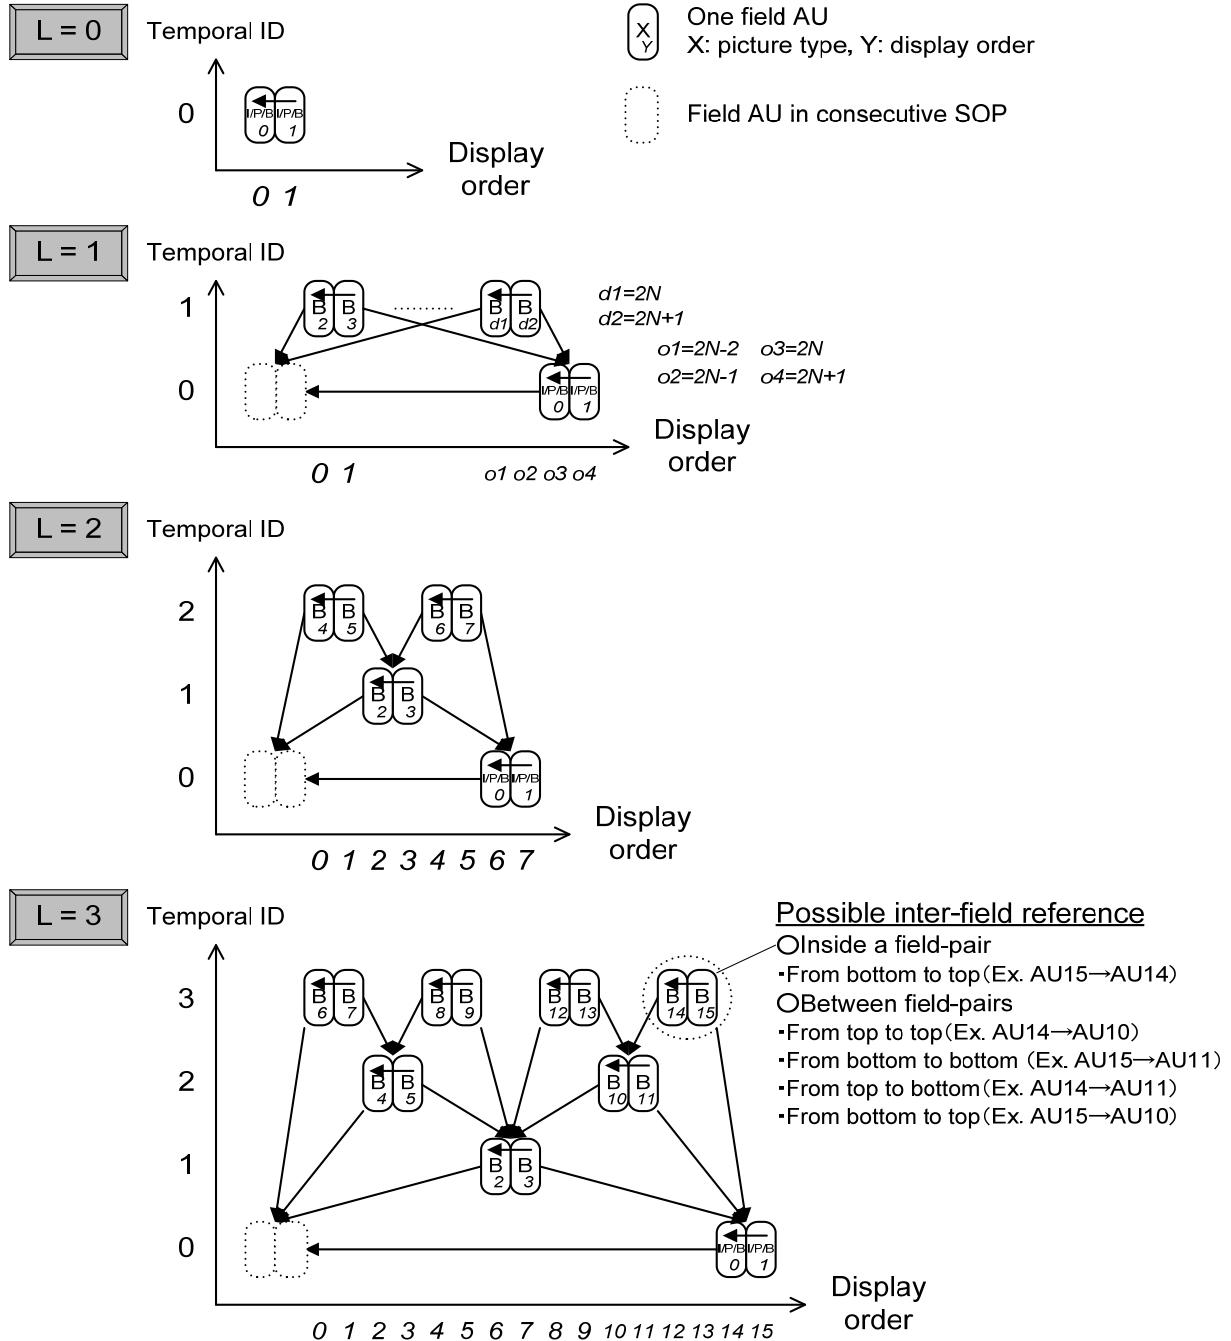 L = 0
Temporal ID
X
Y
One field AU
X: picture type, Y: display order
Field AU in consecutive SOP
0
I/P/B I/P/B
0 1
Display
order
0 1
L = 1
Temporal ID
1
B B B B
2 3 ......... d1 d2
d1=2N
d2=2N+1
o1=2N-2 o3=2N
o2=2N-1 o4=2N+1
0
I/P/B I/P/B
0 1
Display
order
0 1 o1 o2 o3 o4
L = 2
Temporal ID
2
B B B B
4 5 6 7
1
B B
2 3
0
I/P/B I/P/B
0 1
Display
order
0 1 2 3 4 5 6 7
L = 3
Temporal ID
Possible inter-field reference
○Inside a field-pair
・From bottom to top(Ex. AU15→AU14)
○Between field-pairs
・From top to top(Ex. AU14→AU10)
・From bottom to bottom (Ex. AU15→AU11)
・From top to bottom(Ex. AU14→AU11)
・From bottom to top(Ex. AU15→AU10)
3
B B B B B B B B
6 7 8 9 12 13 14 15
2
B B B B
4 5 10 11
1
B B
2 3
0
I/P/B I/P/B
0 1
Display
order
0 1 2 3 4 5 6 7 8 9 10 11 12 13 14 15